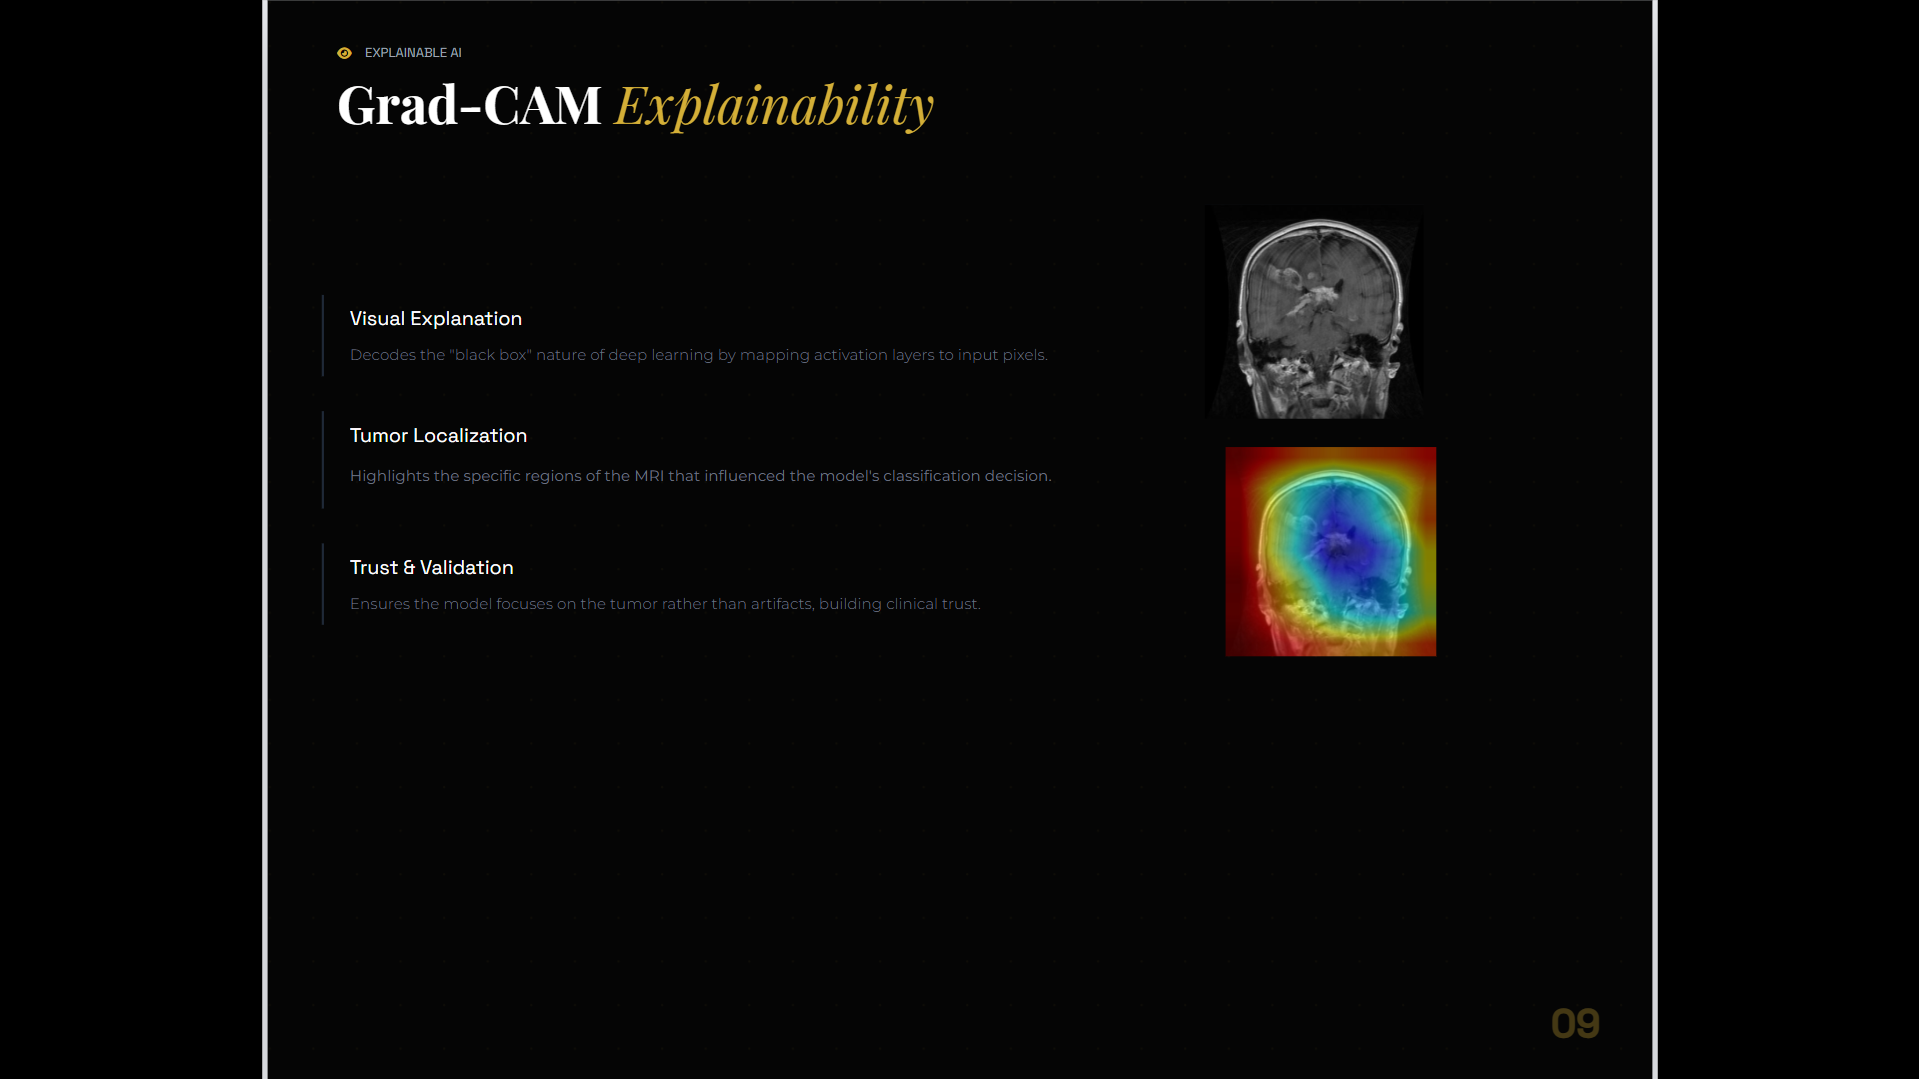 EXPLAINABLE AI
Grad-CAM Explainability
Visual Explanation
Decodes the "black box" nature of deep learning by mapping activation layers to input pixels.
Tumor Localization
Highlights the specific regions of the MRI that influenced the model's classification decision.
Trust & Validation
Ensures the model focuses on the tumor rather than artifacts, building clinical trust.
09